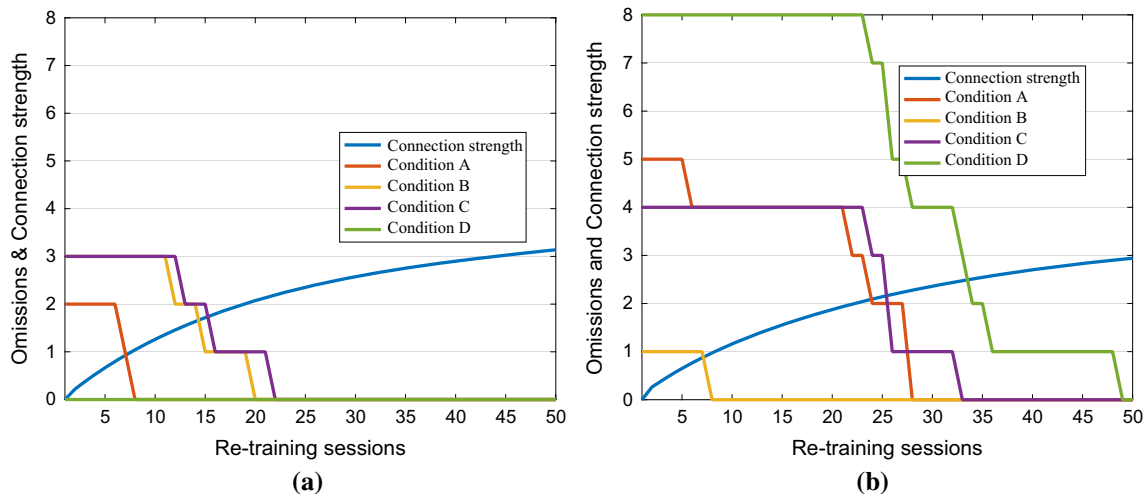 Omissions & Connection strength
8
7
6
5
4
3
2
1
0
Connection strength
Condition A
Condition B
Condition C
Condition D
5 10 15 20 25 30 35 40 45 50
Re-training sessions
(a)
Omissions and Connection strength
8
7
6
5
4
3
2
1
0
Connection strength
Condition A
Condition B
Condition C
Condition D
5 10 15 20 25 30 35 40 45 50
Re-training sessions
(b)